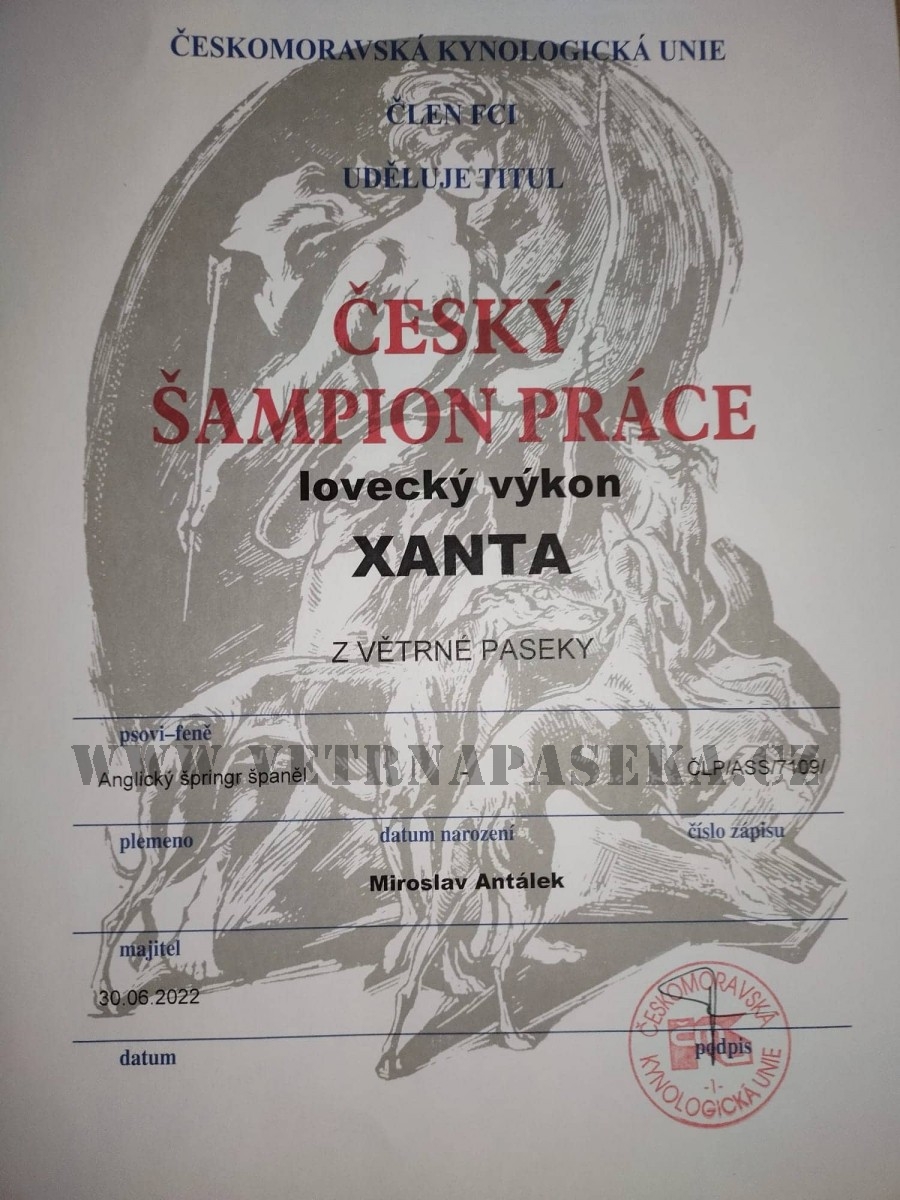 ČESKOMORAVSKÁ KYNOLOGICKÁ UNIE
ČLEN FCI
UDĚLUJE TITUL
ČESKÝ
ŠAMPION PRÁCE
lovecký výkon
XANTA
Z VĚTRNÉ PASEKY
psovi–feně
WWW.VETRNAPASEKA.CZ
Anglický špringr španěl - ČLP/ASS/7109/
plemeno datum narození číslo zápisu
Miroslav Antálek
majitel
30.06.2022
datum podpis
ČESKOMORAVSKÁ
KYNOLOGICKÁ UNIE
-1-